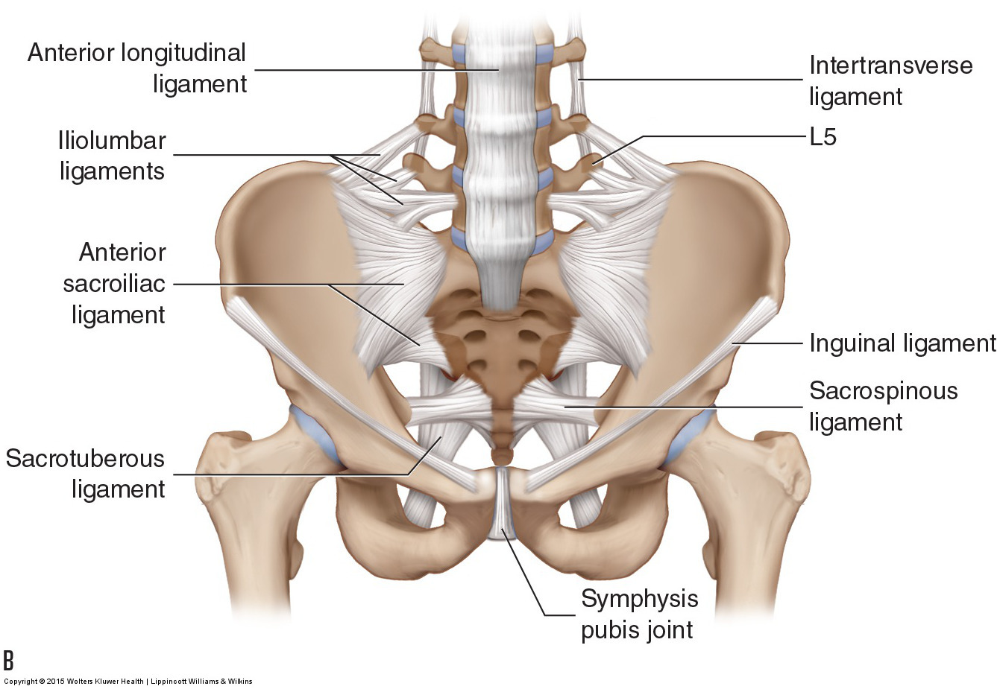 Anterior longitudinal
ligament
Iliolumbar
ligaments
Anterior
sacroiliac
ligament
Sacrotuberous
ligament
Intertransverse
ligament
L5
Inguinal ligament
Sacrospinous
ligament
Symphysis
pubis joint
B
Copyright © 2015 Wolters Kluwer Health | Lippincott Williams & Wilkins